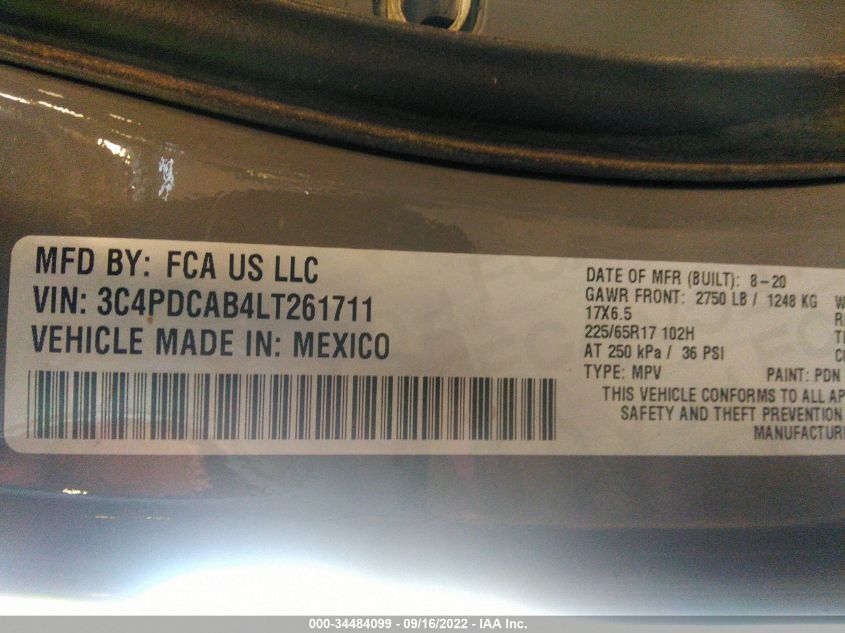 MFD BY: FCA US LLC
VIN: 3C4PDCAB4LT261711
VEHICLE MADE IN: MEXICO
DATE OF MFR (BUILT): 8-20
GAWR FRONT: 2750 LB / 1248 KG
17X6.5
225/65R17 102H
AT 250 kPa / 36 PSI
TYPE: MPV PAINT: PDN
THIS VEHICLE CONFORMS TO ALL AP
SAFETY AND THEFT PREVENTION
MANUFACTUR
000-34484099 - 09/16/2022 - IAA Inc.